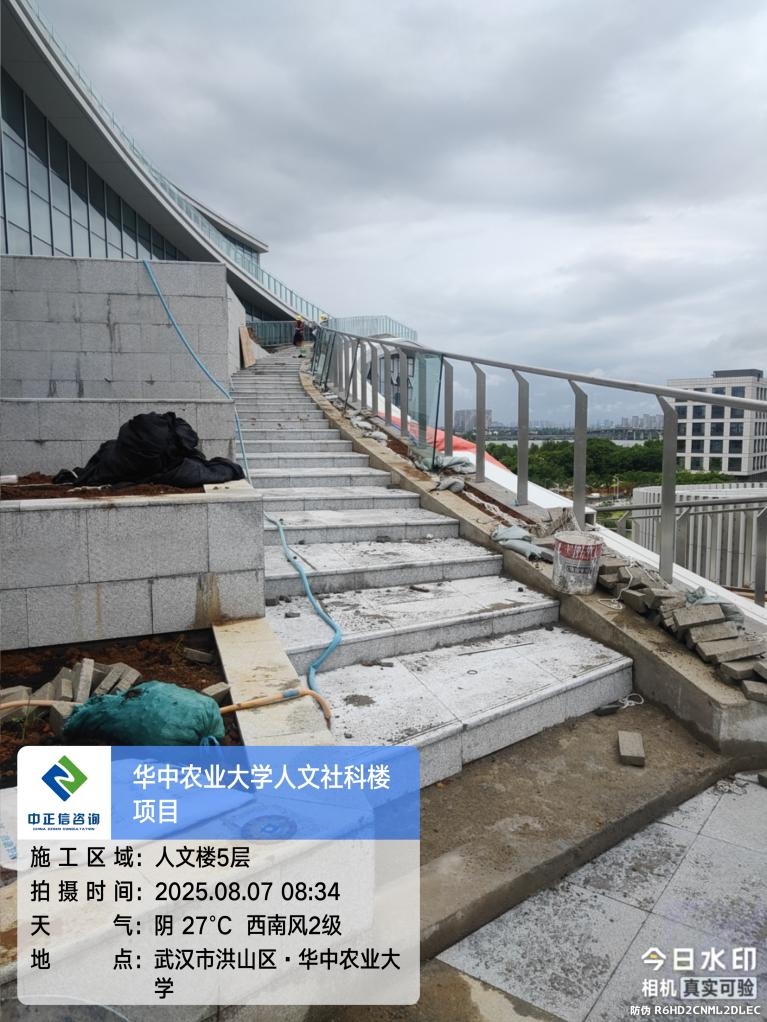 华中农业大学人文社科楼
项目
中正信咨询
CHINA ZENXIN CONSULTATION
施工区域：人文楼5层
拍摄时间：2025.08.07 08:34
天气：阴 27℃ 西南风2级
地点：武汉市洪山区·华中农业大
学
今日水印
相机 真实可验
防伪 R6HD2CNML2DLEC